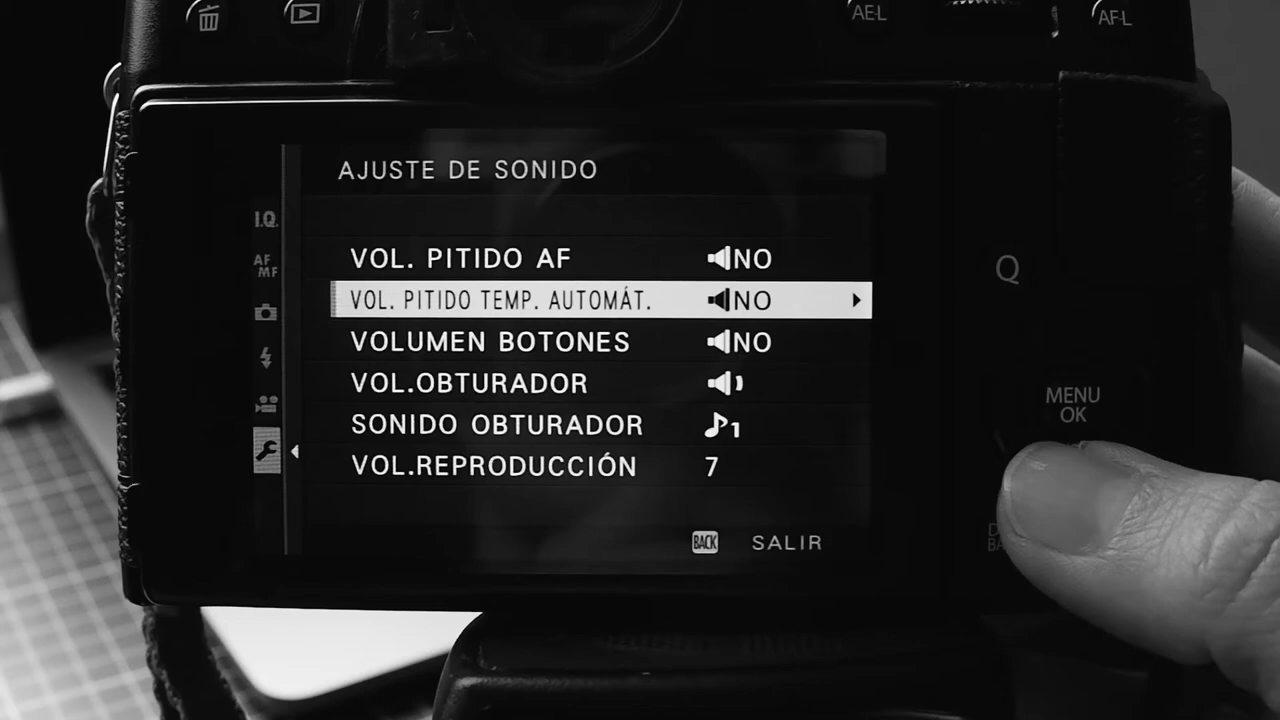 AE-L
AF-L
AJUSTE DE SONIDO
I.Q.
VOL. PITIDO AF NO
AF
MF
VOL. PITIDO TEMP. AUTOMÁT. NO
VOLUMEN BOTONES NO
VOL.OBTURADOR
SONIDO OBTURADOR 1
VOL.REPRODUCCIÓN 7
BACK SALIR
Q
MENU
OK